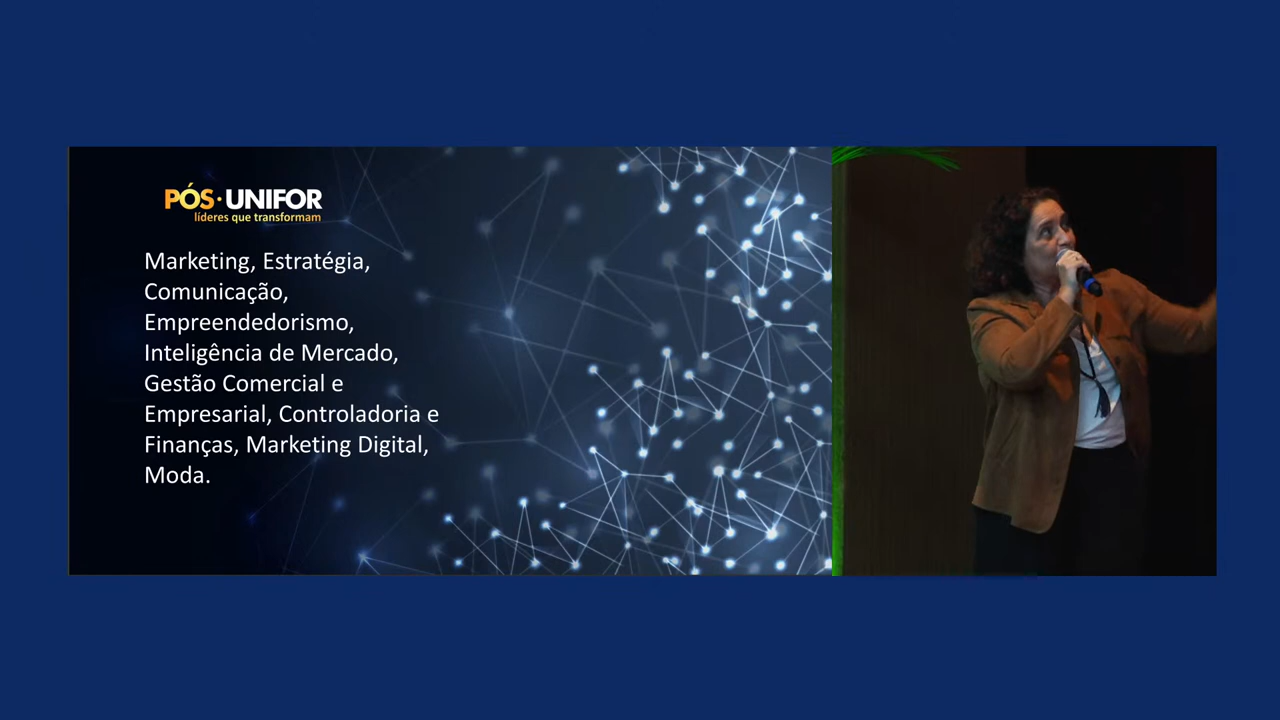 PÓS·UNIFOR
líderes que transformam
Marketing, Estratégia,
Comunicação,
Empreendedorismo,
Inteligência de Mercado,
Gestão Comercial e
Empresarial, Controladoria e
Finanças, Marketing Digital,
Moda.